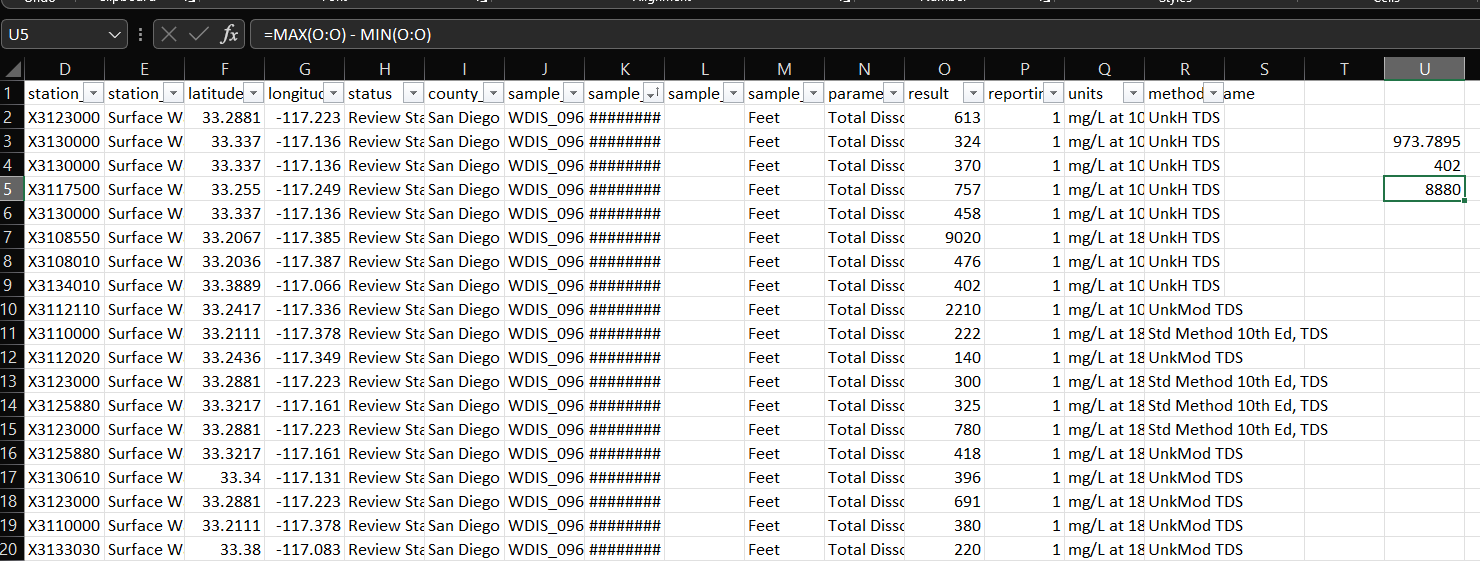 Undo Clipboard Font Alignment Number Styles Cells
U5 fx =MAX(O:O) - MIN(O:O)
D E F G H I J K L M N O P Q R S T U
1 station_ station_ latitude longitud status county_ sample_ sample_ sample_ sample_ parame result reportin units method ame
2 X3123000 Surface W 33.2881 -117.223 Review Sta San Diego WDIS_096 ######## Feet Total Disso 613 1 mg/L at 10 UnkH TDS
3 X3130000 Surface W 33.337 -117.136 Review Sta San Diego WDIS_096 ######## Feet Total Disso 324 1 mg/L at 10 UnkH TDS 973.7895
4 X3130000 Surface W 33.337 -117.136 Review Sta San Diego WDIS_096 ######## Feet Total Disso 370 1 mg/L at 10 UnkH TDS 402
5 X3117500 Surface W 33.255 -117.249 Review Sta San Diego WDIS_096 ######## Feet Total Disso 757 1 mg/L at 10 UnkH TDS 8880
6 X3130000 Surface W 33.337 -117.136 Review Sta San Diego WDIS_096 ######## Feet Total Disso 458 1 mg/L at 10 UnkH TDS
7 X3108550 Surface W 33.2067 -117.385 Review Sta San Diego WDIS_096 ######## Feet Total Disso 9020 1 mg/L at 18 UnkH TDS
8 X3108010 Surface W 33.2036 -117.387 Review Sta San Diego WDIS_096 ######## Feet Total Disso 476 1 mg/L at 10 UnkH TDS
9 X3134010 Surface W 33.3889 -117.066 Review Sta San Diego WDIS_096 ######## Feet Total Disso 402 1 mg/L at 10 UnkH TDS
10 X3112110 Surface W 33.2417 -117.336 Review Sta San Diego WDIS_096 ######## Feet Total Disso 2210 1 mg/L at 10 UnkMod TDS
11 X3110000 Surface W 33.2111 -117.378 Review Sta San Diego WDIS_096 ######## Feet Total Disso 222 1 mg/L at 18 Std Method 10th Ed, TDS
12 X3112020 Surface W 33.2436 -117.349 Review Sta San Diego WDIS_096 ######## Feet Total Disso 140 1 mg/L at 18 UnkMod TDS
13 X3123000 Surface W 33.2881 -117.223 Review Sta San Diego WDIS_096 ######## Feet Total Disso 300 1 mg/L at 18 Std Method 10th Ed, TDS
14 X3125880 Surface W 33.3217 -117.161 Review Sta San Diego WDIS_096 ######## Feet Total Disso 325 1 mg/L at 18 Std Method 10th Ed, TDS
15 X3123000 Surface W 33.2881 -117.223 Review Sta San Diego WDIS_096 ######## Feet Total Disso 780 1 mg/L at 18 Std Method 10th Ed, TDS
16 X3125880 Surface W 33.3217 -117.161 Review Sta San Diego WDIS_096 ######## Feet Total Disso 418 1 mg/L at 18 UnkMod TDS
17 X3130610 Surface W 33.34 -117.131 Review Sta San Diego WDIS_096 ######## Feet Total Disso 396 1 mg/L at 18 UnkMod TDS
18 X3123000 Surface W 33.2881 -117.223 Review Sta San Diego WDIS_096 ######## Feet Total Disso 691 1 mg/L at 18 UnkMod TDS
19 X3110000 Surface W 33.2111 -117.378 Review Sta San Diego WDIS_096 ######## Feet Total Disso 380 1 mg/L at 18 UnkMod TDS
20 X3133030 Surface W 33.38 -117.083 Review Sta San Diego WDIS_096 ######## Feet Total Disso 220 1 mg/L at 18 UnkMod TDS